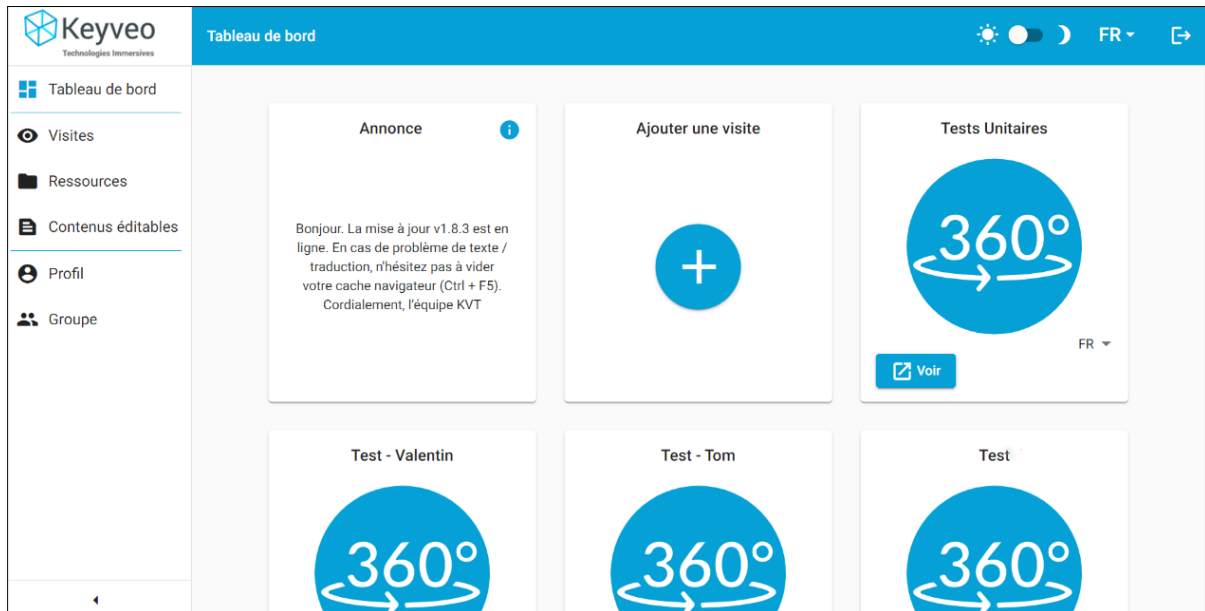 Keyveo
Technologies Immersives
Tableau de bord
FR
Tableau de bord
Visites
Ressources
Contenus éditables
Profil
Groupe
Annonce
Bonjour. La mise à jour v1.8.3 est en
ligne. En cas de problème de texte /
traduction, n'hésitez pas à vider
votre cache navigateur (Ctrl + F5).
Cordialement, l'équipe KVT
Ajouter une visite
Tests Unitaires
360°
FR
Voir
Test - Valentin
360°
Test - Tom
360°
Test
360°